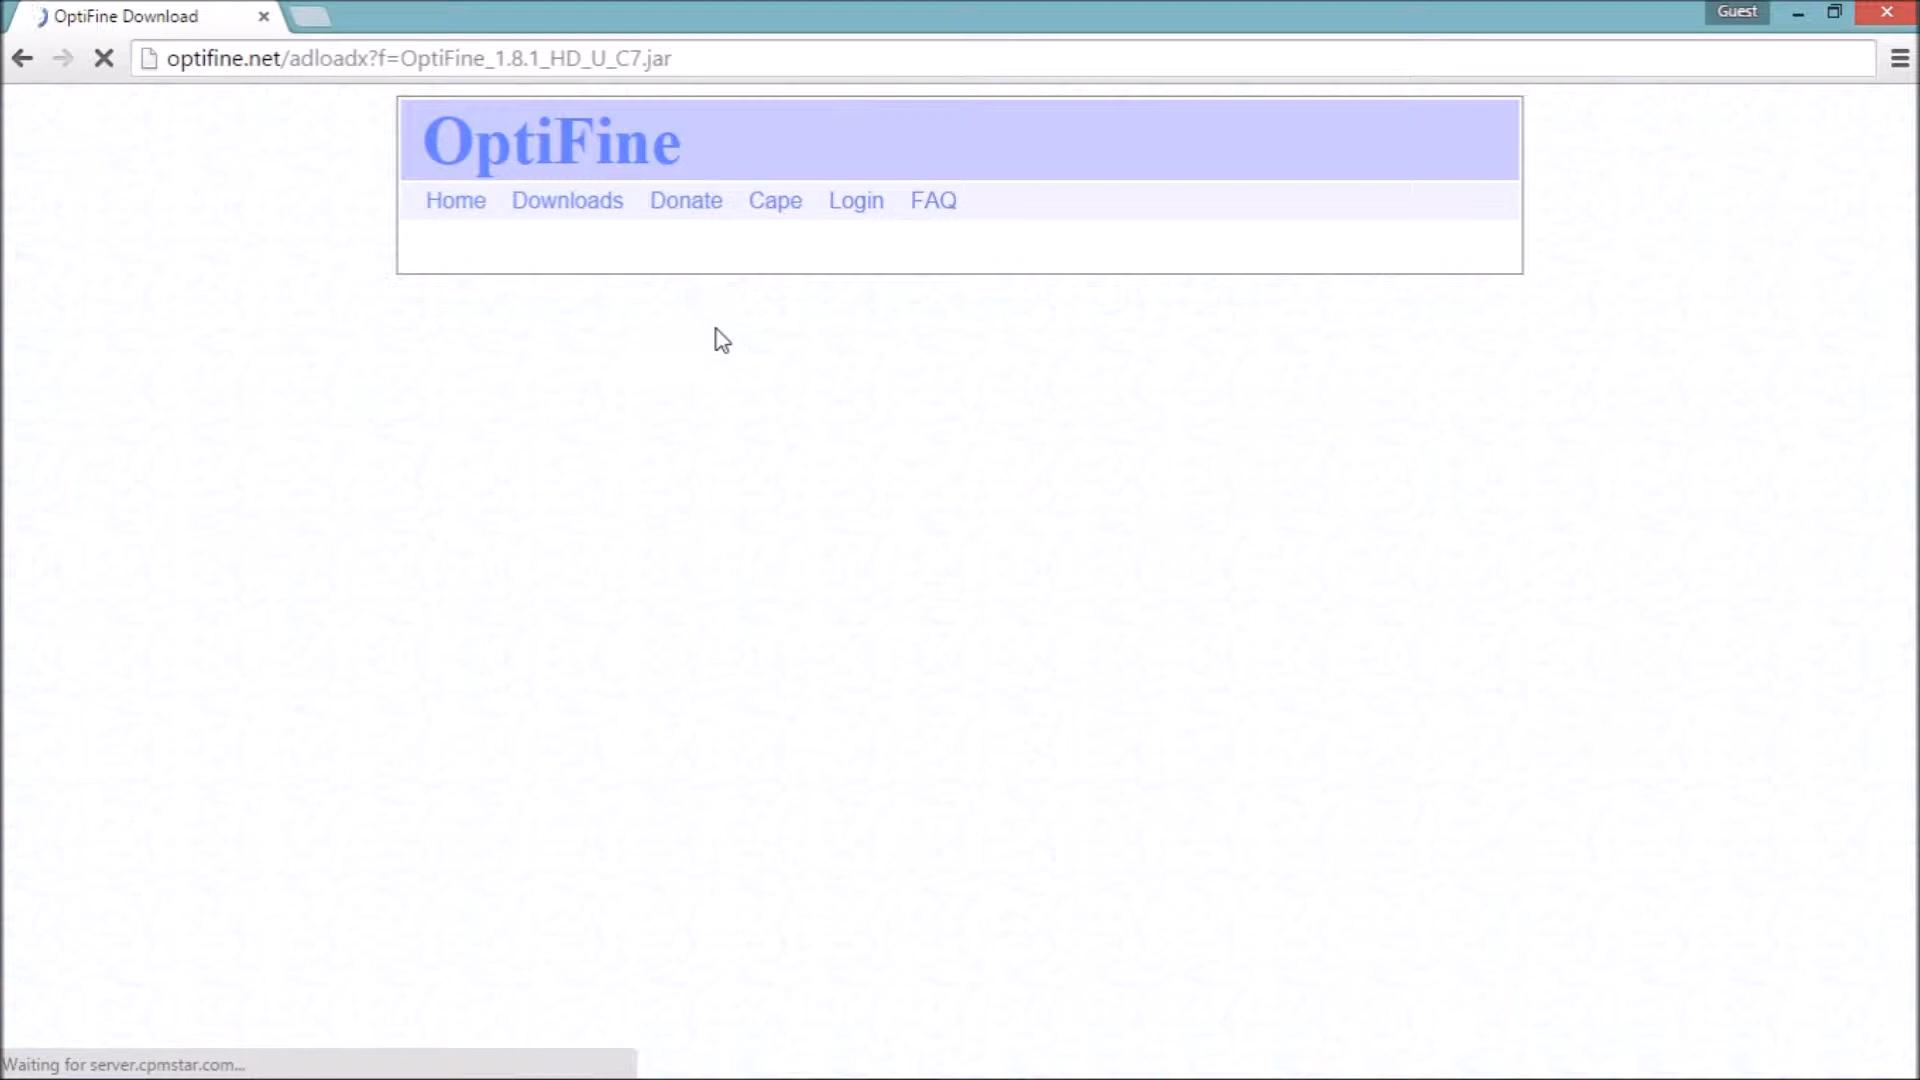 OptiFine Download
Guest
optifine.net/adloadx?f=OptiFine_1.8.1_HD_U_C7.jar
OptiFine
Home Downloads Donate Cape Login FAQ
Waiting for server.cpmstar.com...